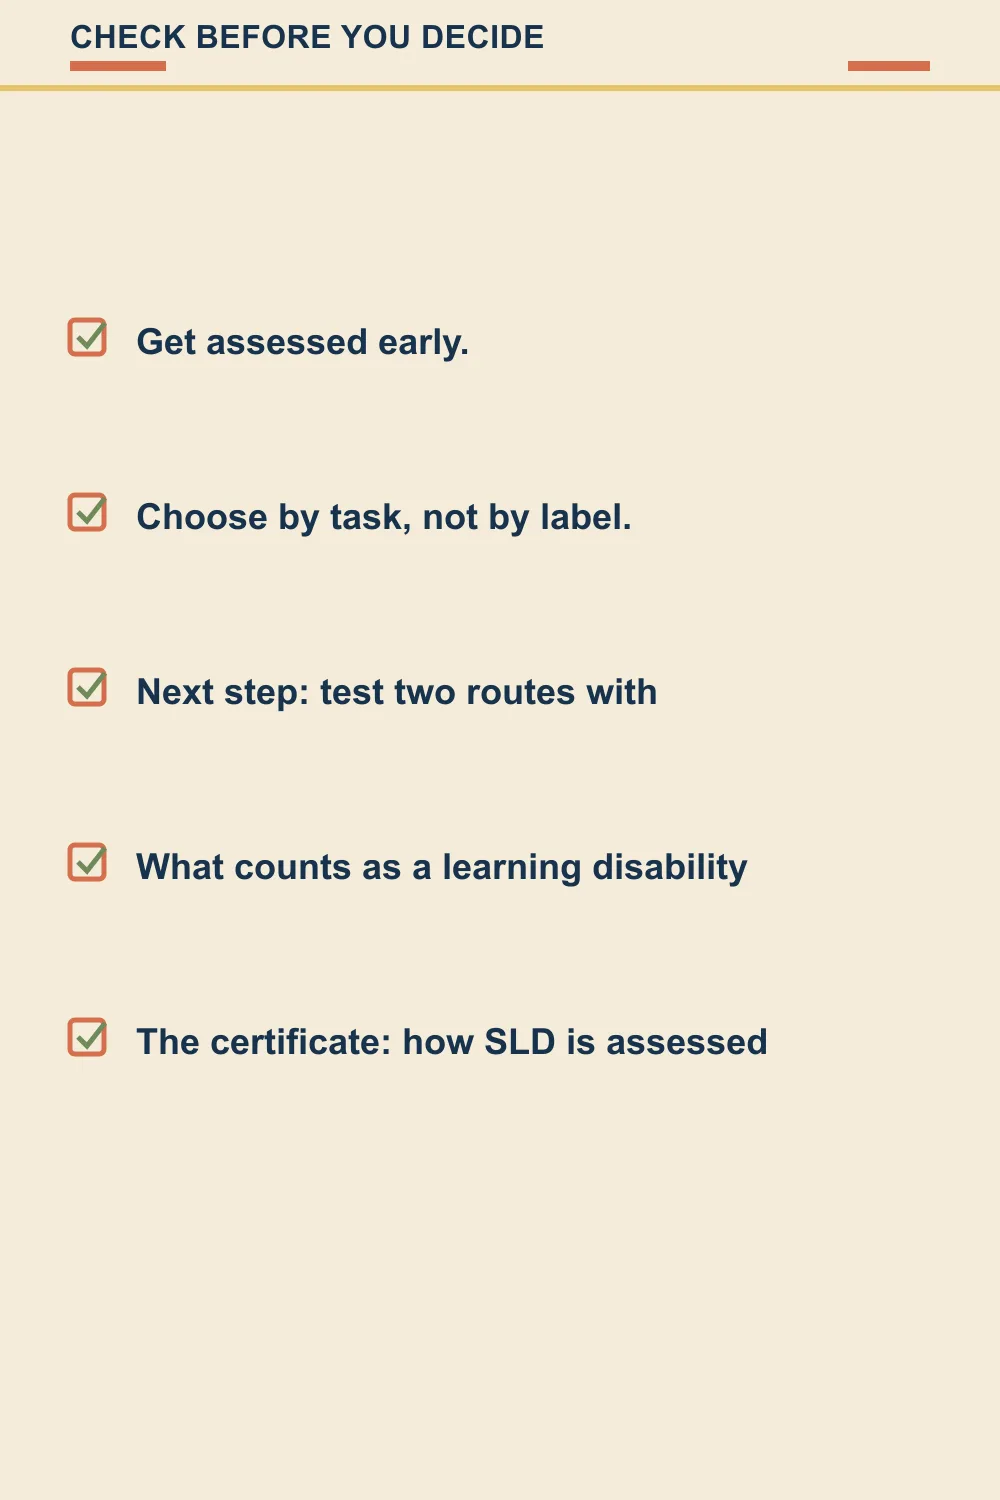 CHECK BEFORE YOU DECIDE
Get assessed early.
Choose by task, not by label.
Next step: test two routes with
What counts as a learning disability
The certificate: how SLD is assessed